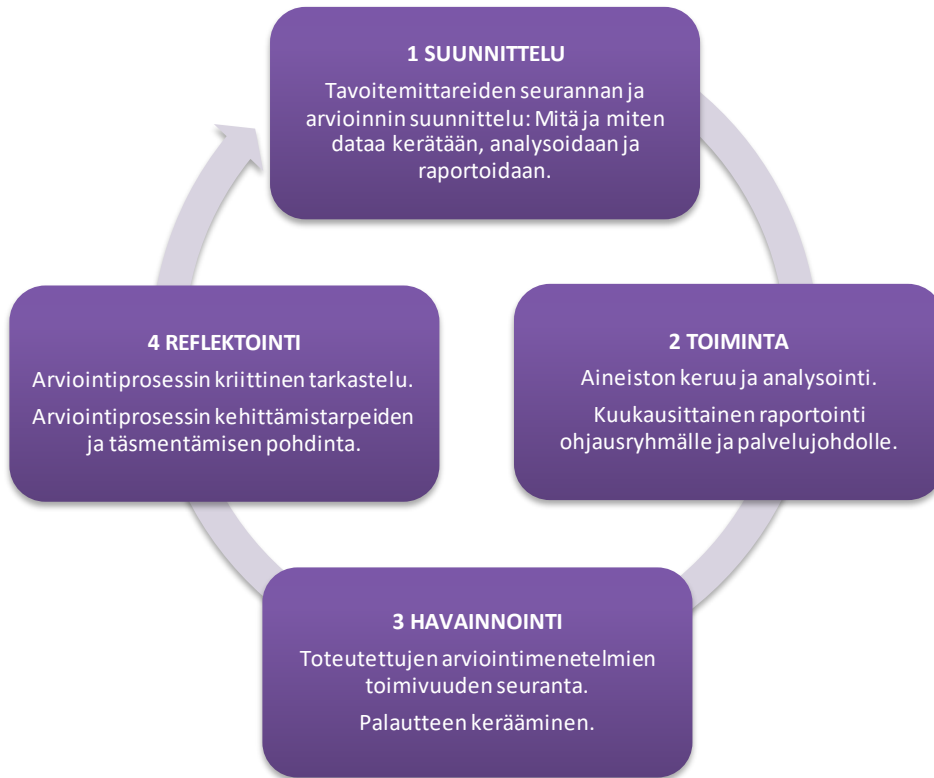 1 SUUNNITTELU
Tavoitemittareiden seurannan ja
arvioinnin suunnittelu: Mitä ja miten
dataa kerätään, analysoidaan ja
raportoidaan.
2 TOIMINTA
Aineiston keruu ja analysointi.
Kuukausittainen raportointi
ohjausryhmälle ja palvelujohdolle.
3 HAVAINNOINTI
Toteutettujen arviointimenetelmien
toimivuuden seuranta.
Palautteen kerääminen.
4 REFLEKTOINTI
Arviointiprosessin kriittinen tarkastelu.
Arviointiprosessin kehittämistarpeiden
ja täsmentämisen pohdinta.